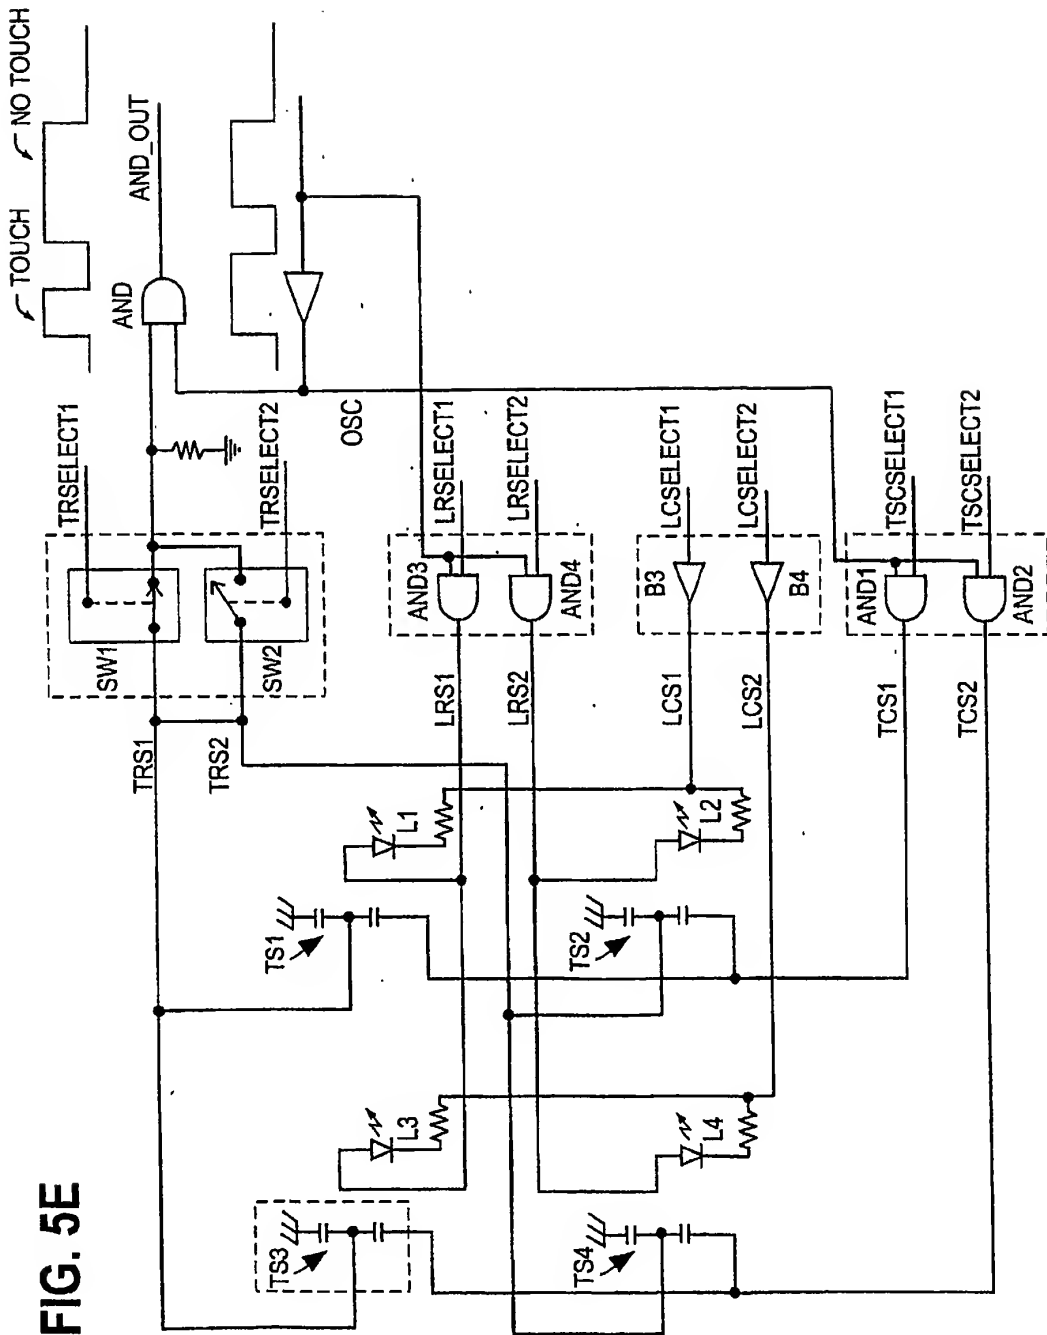 FIG. 5E
TOUCH
NO TOUCH
AND
AND_OUT
TRSELECT1
TRSELECT2
SW1
SW2
TRS1
TRS2
OSC
LRSELECT1
LRSELECT2
AND3
AND4
LRS1
LRS2
LCSELECT1
LCSELECT2
B3
B4
LCS1
LCS2
TSCSELECT1
TSCSELECT2
AND1
AND2
TCS1
TCS2
L1
L2
TS1
TS2
L3
L4
TS3
TS4